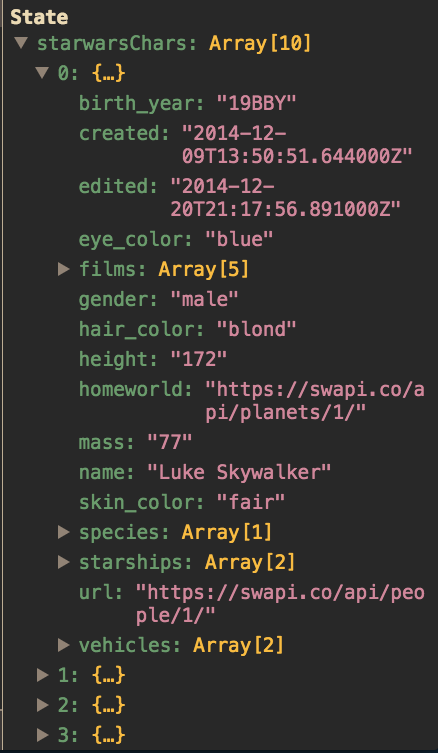 State
starwarsChars: Array[10]
0: {…}
birth_year: "19BBY"
created: "2014-12-
09T13:50:51.644000Z"
edited: "2014-12-
20T21:17:56.891000Z"
eye_color: "blue"
films: Array[5]
gender: "male"
hair_color: "blond"
height: "172"
homeworld: "https://swapi.co/a
pi/planets/1/"
mass: "77"
name: "Luke Skywalker"
skin_color: "fair"
species: Array[1]
starships: Array[2]
url: "https://swapi.co/api/peo
ple/1/"
vehicles: Array[2]
1: {…}
2: {…}
3: {…}